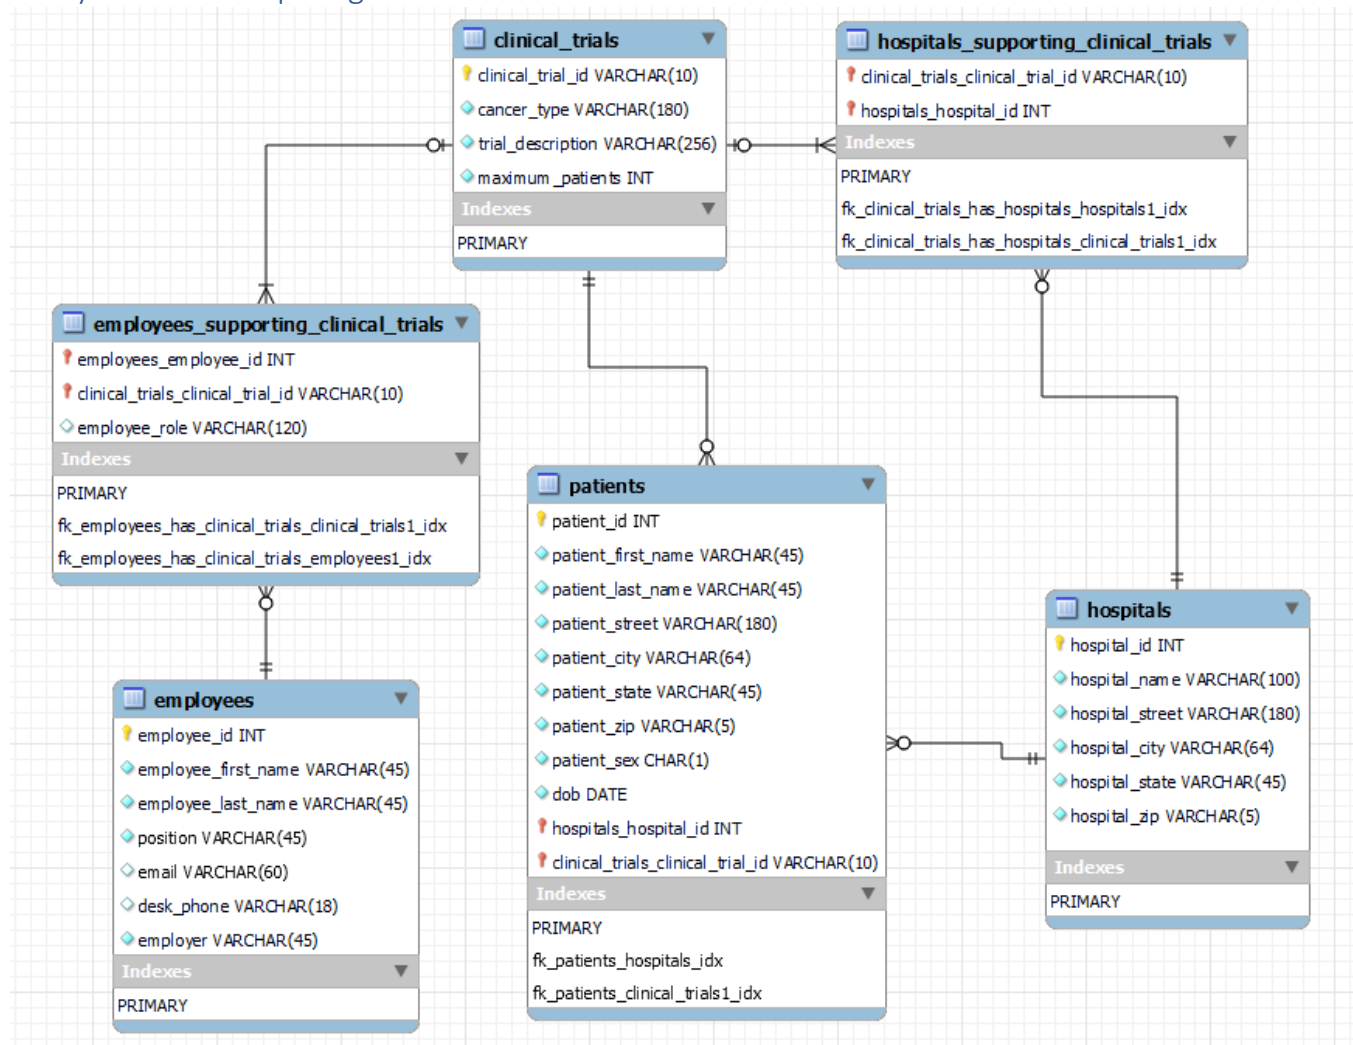 clinical_trials
clinical_trial_id VARCHAR(10)
cancer_type VARCHAR(180)
trial_description VARCHAR(256)
maximum_patients INT
Indexes
PRIMARY
hospitals_supporting_clinical_trials
clinical_trials_clinical_trial_id VARCHAR(10)
hospitals_hospital_id INT
Indexes
PRIMARY
fk_clinical_trials_has_hospitals_hospitals1_idx
fk_clinical_trials_has_hospitals_clinical_trials1_idx
employees_supporting_clinical_trials
employees_employee_id INT
clinical_trials_clinical_trial_id VARCHAR(10)
employee_role VARCHAR(120)
Indexes
PRIMARY
fk_employees_has_clinical_trials_clinical_trials1_idx
fk_employees_has_clinical_trials_employees1_idx
patients
patient_id INT
patient_first_name VARCHAR(45)
patient_last_name VARCHAR(45)
patient_street VARCHAR(180)
patient_city VARCHAR(64)
patient_state VARCHAR(45)
patient_zip VARCHAR(5)
patient_sex CHAR(1)
dob DATE
hospitals_hospital_id INT
clinical_trials_clinical_trial_id VARCHAR(10)
Indexes
PRIMARY
fk_patients_hospitals_idx
fk_patients_clinical_trials1_idx
hospitals
hospital_id INT
hospital_name VARCHAR(100)
hospital_street VARCHAR(180)
hospital_city VARCHAR(64)
hospital_state VARCHAR(45)
hospital_zip VARCHAR(5)
Indexes
PRIMARY
employees
employee_id INT
employee_first_name VARCHAR(45)
employee_last_name VARCHAR(45)
position VARCHAR(45)
email VARCHAR(60)
desk_phone VARCHAR(18)
employer VARCHAR(45)
Indexes
PRIMARY